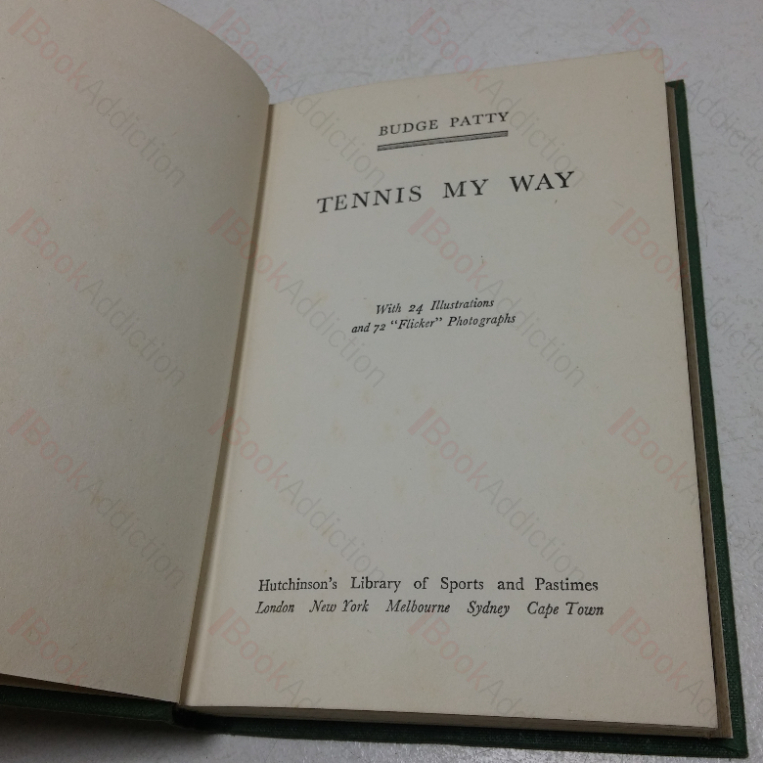 BUDGE PATTY
TENNIS MY WAY
With 24 Illustrations
and 72 "Flicker" Photographs
Hutchinson's Library of Sports and Pastimes
London New York Melbourne Sydney Cape Town
BookAddiction